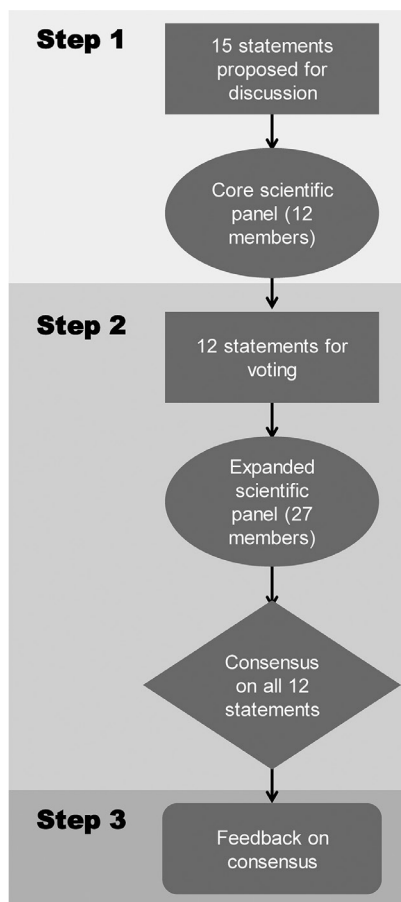 Step 1
15 statements
proposed for
discussion
Core scientific
panel (12
members)
Step 2
12 statements for
voting
Expanded
scientific
panel (27
members)
Consensus
on all 12
statements
Step 3
Feedback on
consensus